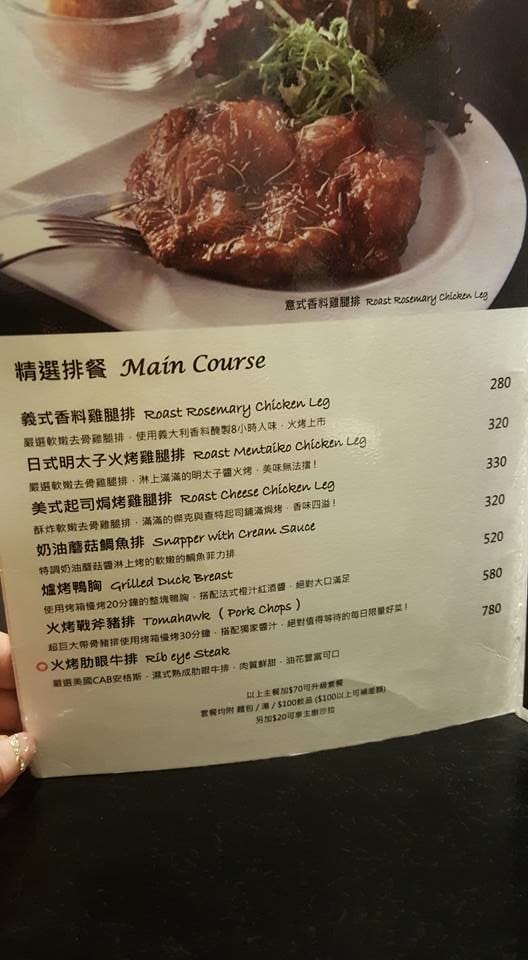 意式香料雞腿排 Roast Rosemary Chicken Leg
精選排餐 Main Course
義式香料雞腿排 Roast Rosemary Chicken Leg 280
嚴選軟嫩去骨雞腿排，使用義大利香料醃製8小時入味，火烤上市
日式明太子火烤雞腿排 Roast Mentaiko Chicken Leg 320
嚴選軟嫩去骨雞腿排，淋上滿滿的明太子醬火烤，美味無法擋！
美式起司焗烤雞腿排 Roast Cheese Chicken Leg 330
酥炸軟嫩去骨雞腿排，滿滿的傑克與查特起司鋪滿焗烤，香味四溢！
奶油蘑菇鯛魚排 Snapper with Cream Sauce 320
特調奶油蘑菇醬淋上烤的軟嫩的鯛魚菲力排
爐烤鴨胸 Grilled Duck Breast 520
使用烤箱慢烤20分鐘的整塊鴨胸，搭配法式橙汁紅酒醬，絕對大口滿足
火烤戰斧豬排 Tomahawk ( Pork Chops ) 580
超巨大帶骨豬排使用烤箱慢烤30分鐘，搭配獨家醬汁，絕對值得等待的每日限量好菜！
火烤肋眼牛排 Rib eye Steak 780
嚴選美國CAB安格斯，濕式熟成肋眼牛排，肉質鮮甜，油花豐富可口
以上主餐加$70可升級套餐
套餐均附 麵包 / 湯 / $100飲品 ($100以上可補差額)
另加$20可享主廚沙拉